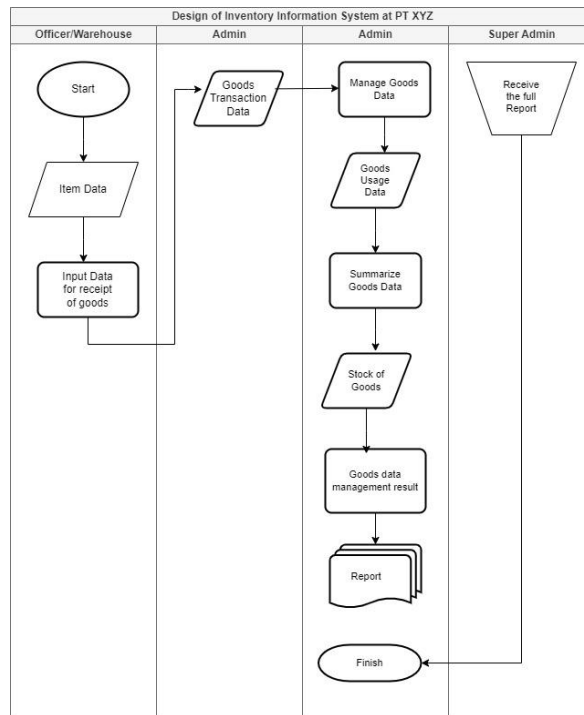 Design of Inventory Information System at PT XYZ
Officer/Warehouse
Admin
Admin
Super Admin
Start
Item Data
Input Data
for receipt
of goods
Goods
Transaction
Data
Manage Goods
Data
Goods
Usage
Data
Summarize
Goods Data
Stock of
Goods
Goods data
management result
Report
Finish
Receive
the full
Report